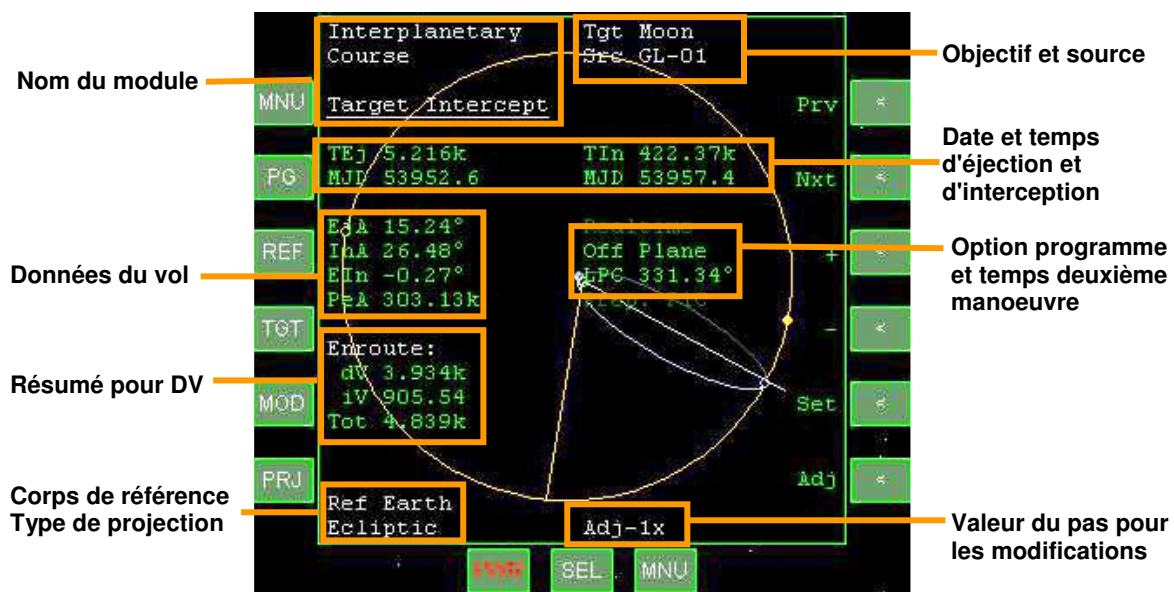 Interplanetary
Course
Target Intercept
Tgt Moon
Src GL-01
Nom du module
Objectif et source
MNU
Prv
<
TEj 5.216k
MJD 53952.6
TIn 422.37k
MJD 53957.4
Date et temps
d'éjection et
d'interception
PG
Nxt
<
EjA 15.24°
InA 26.48°
EIn -0.27°
PeA 303.13k
Realtime
Off Plane
LPC 331.34°
Option programme
et temps deuxième
manoeuvre
REF
+
<
Données du vol
TGT
-
<
Enroute:
dV 3.934k
iV 905.54
Tot 4.839k
Résumé pour DV
MOD
Set
<
PRJ
Adj
<
Corps de référence
Type de projection
Ref Earth
Ecliptic
Adj-1x
Valeur du pas pour
les modifications
SEL
MNU